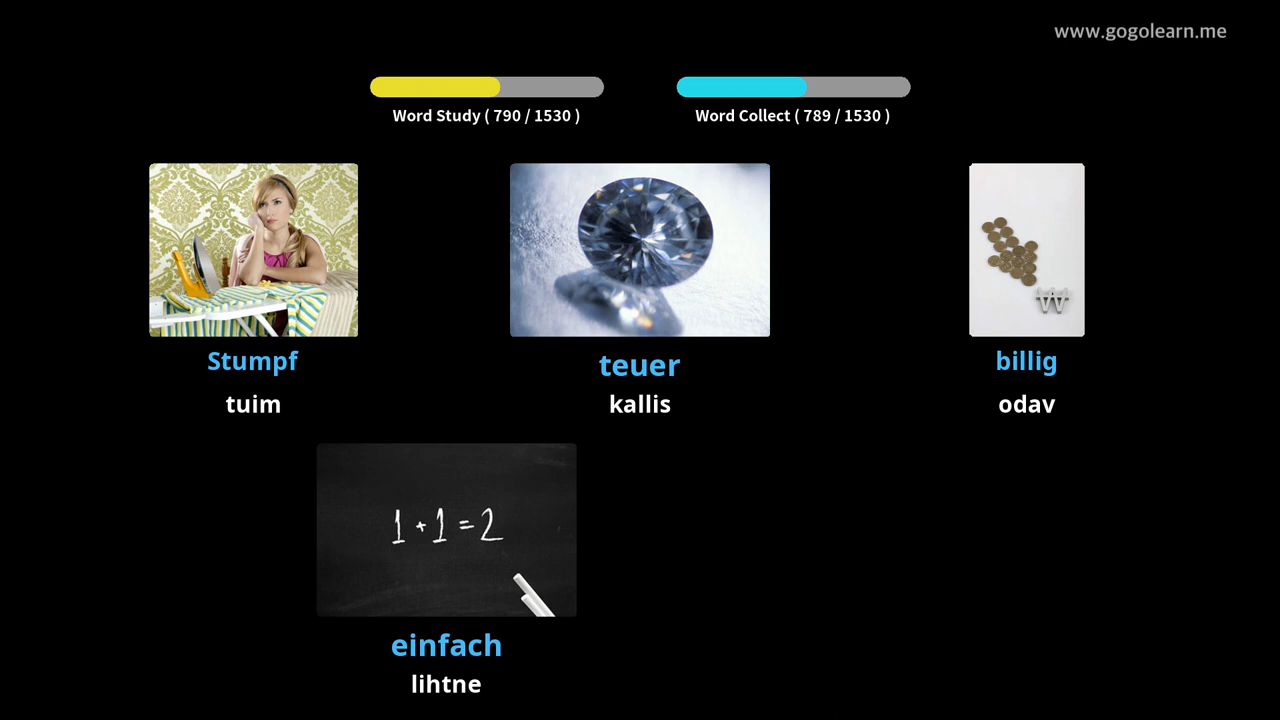 www.gogolearn.me
Word Study ( 790 / 1530 )
Word Collect ( 789 / 1530 )
Stumpf
teuer
billig
tuim
kallis
odav
1 + 1 = 2
einfach
lihtne